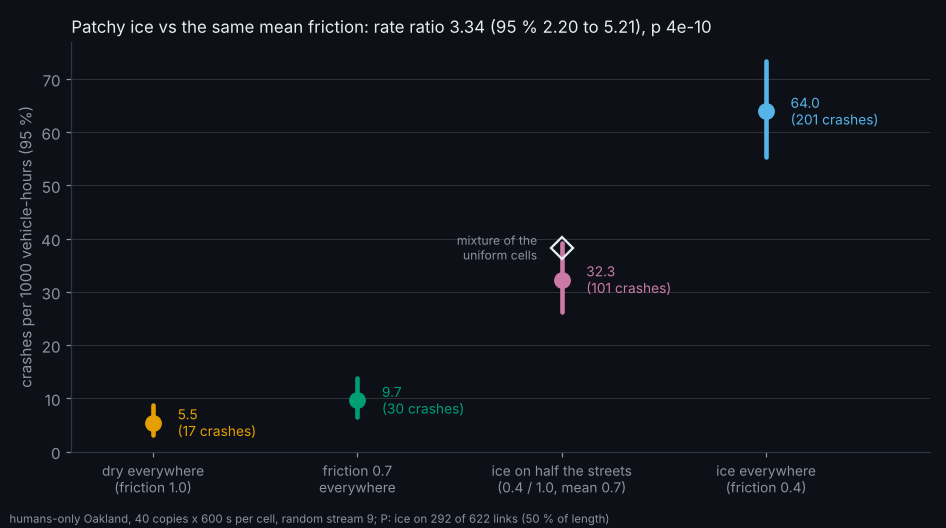 Patchy ice vs the same mean friction: rate ratio 3.34 (95 % 2.20 to 5.21), p 4e-10
crashes per 1000 vehicle-hours (95 %)
70
60
50
40
30
20
10
0
64.0
(201 crashes)
mixture of the
uniform cells
32.3
(101 crashes)
9.7
(30 crashes)
5.5
(17 crashes)
dry everywhere
(friction 1.0)
friction 0.7
everywhere
ice on half the streets
(0.4 / 1.0, mean 0.7)
ice everywhere
(friction 0.4)
humans-only Oakland, 40 copies x 600 s per cell, random stream 9; P: ice on 292 of 622 links (50 % of length)